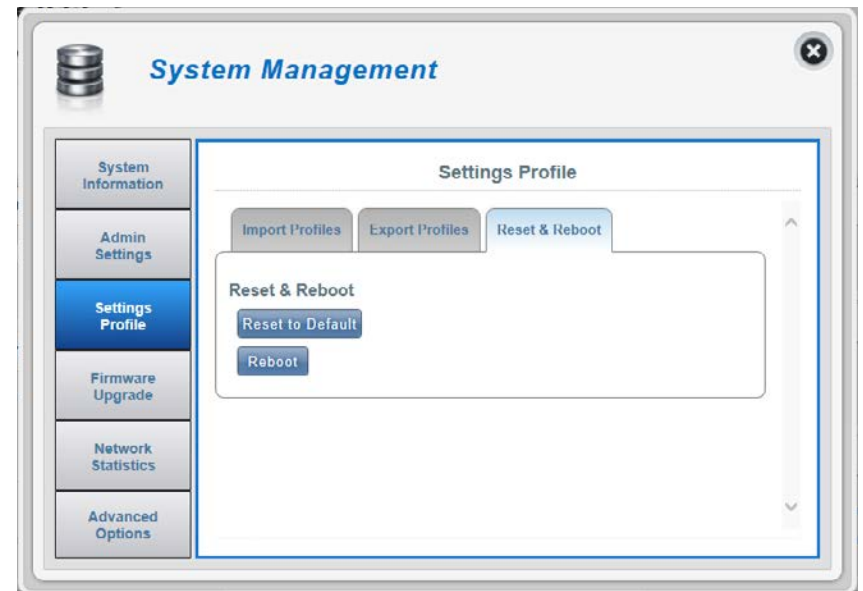 System Management
System
Information
Admin
Settings
Settings
Profile
Firmware
Upgrade
Network
Statistics
Advanced
Options
Settings Profile
Import Profiles
Export Profiles
Reset & Reboot
Reset & Reboot
Reset to Default
Reboot